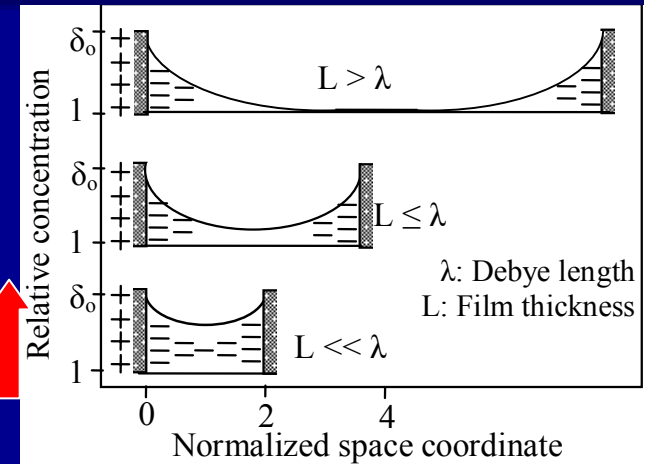 δo
L > λ
1
δo
L ≤ λ
1
λ: Debye length
L: Film thickness
δo
L << λ
1
0 2 4
Normalized space coordinate
Relative concentration